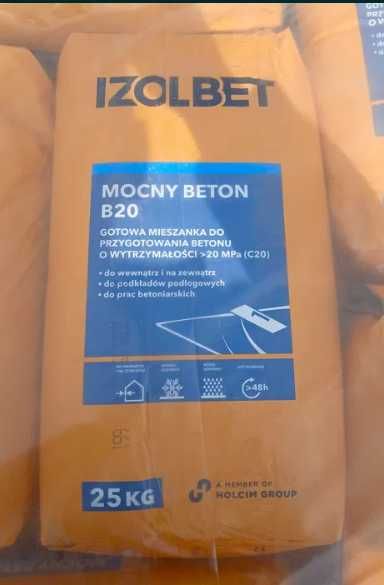 IZOLBET
MOCNY BETON
B20
GOTOWA MIESZANKA DO
PRZYGOTOWANIA BETONU
O WYTRZYMAŁOŚCI >20 MPa (C20)
• do wewnątrz i na zewnątrz
• do podkładów podłogowych
• do prac betoniarskich
>48h
199
25 KG
A MEMBER OF
HOLCIM GROUP